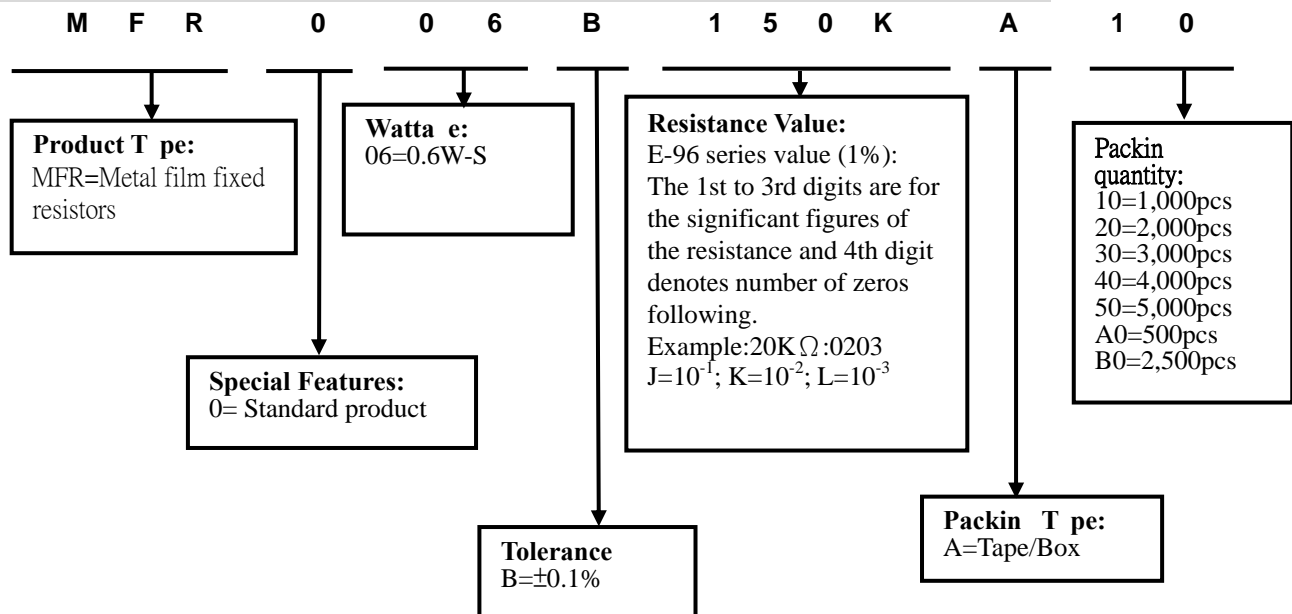 M F R 0 0 6 B 1 5 0 K A 1 0
Product T pe:
MFR=Metal film fixed
resistors
Watta e:
06=0.6W-S
Resistance Value:
E-96 series value (1%):
The 1st to 3rd digits are for
the significant figures of
the resistance and 4th digit
denotes number of zeros
following.
Example:20KΩ:0203
J=10⁻¹; K=10⁻²; L=10⁻³
Packin
quantity:
10=1,000pcs
20=2,000pcs
30=3,000pcs
40=4,000pcs
50=5,000pcs
A0=500pcs
B0=2,500pcs
Special Features:
0= Standard product
Packin T pe:
A=Tape/Box
Tolerance
B=±0.1%